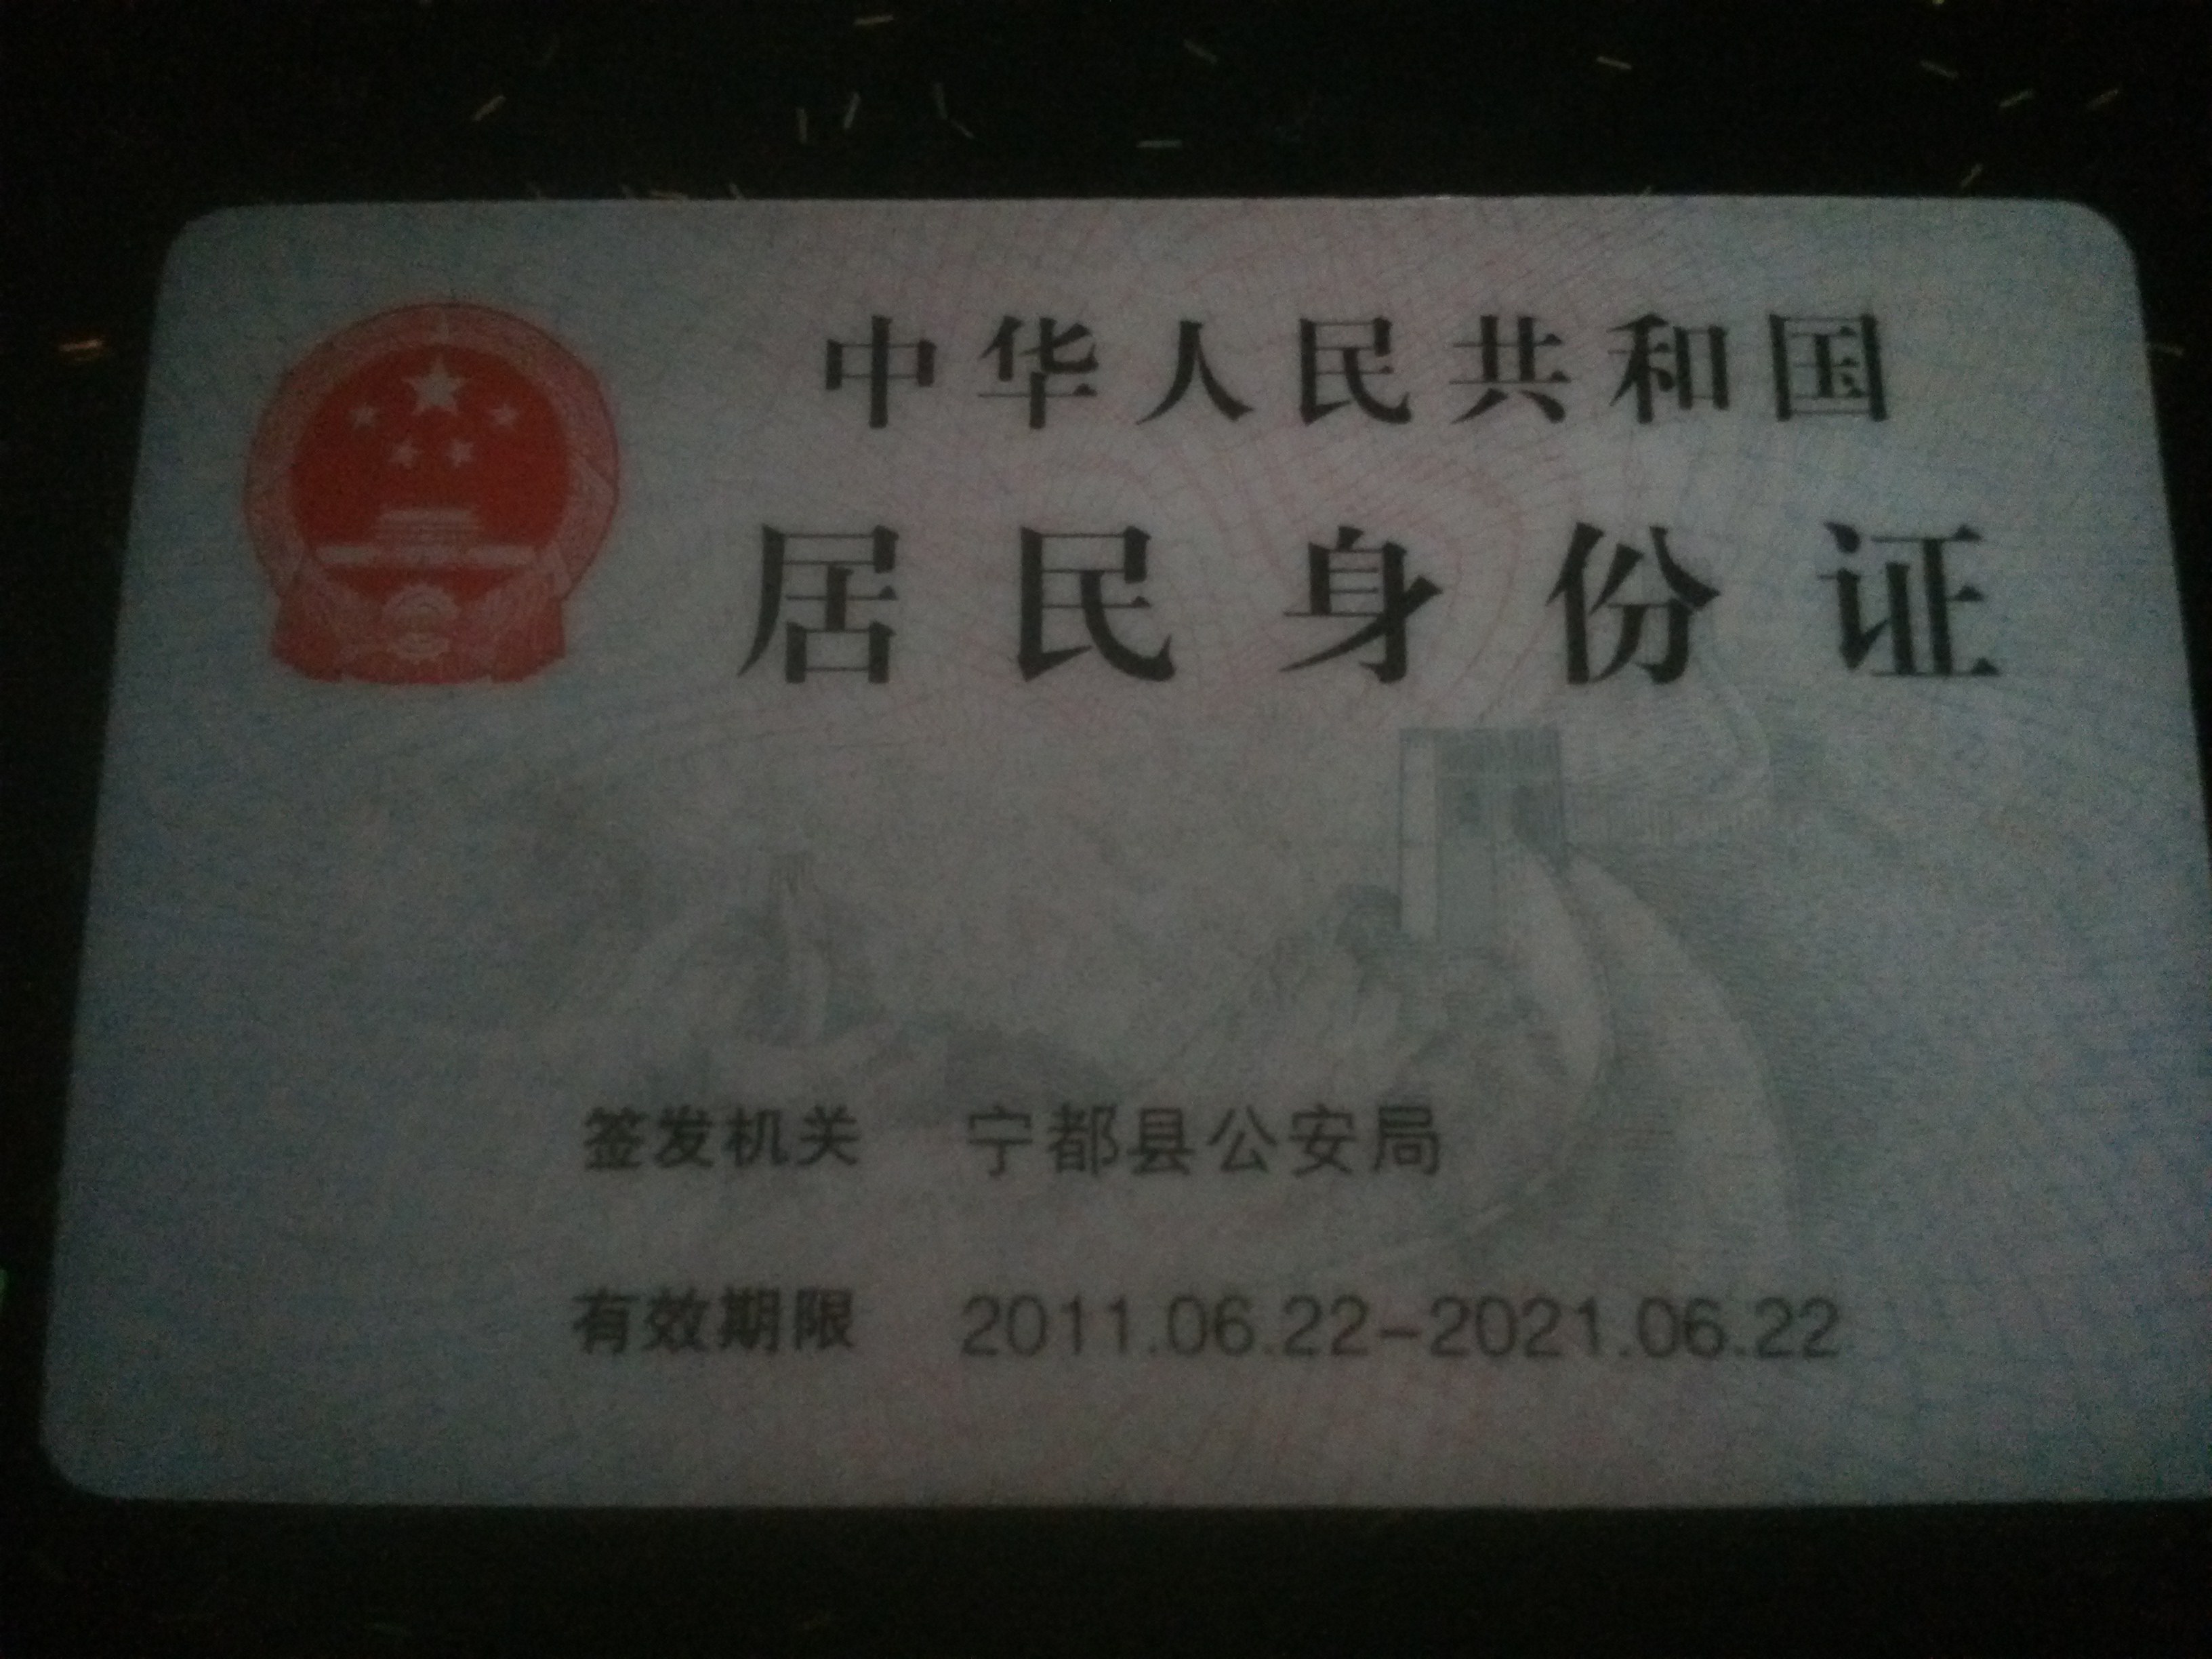 中华人民共和国
居民身份证
签发机关 宁都县公安局
有效期限 2011.06.22-2021.06.22